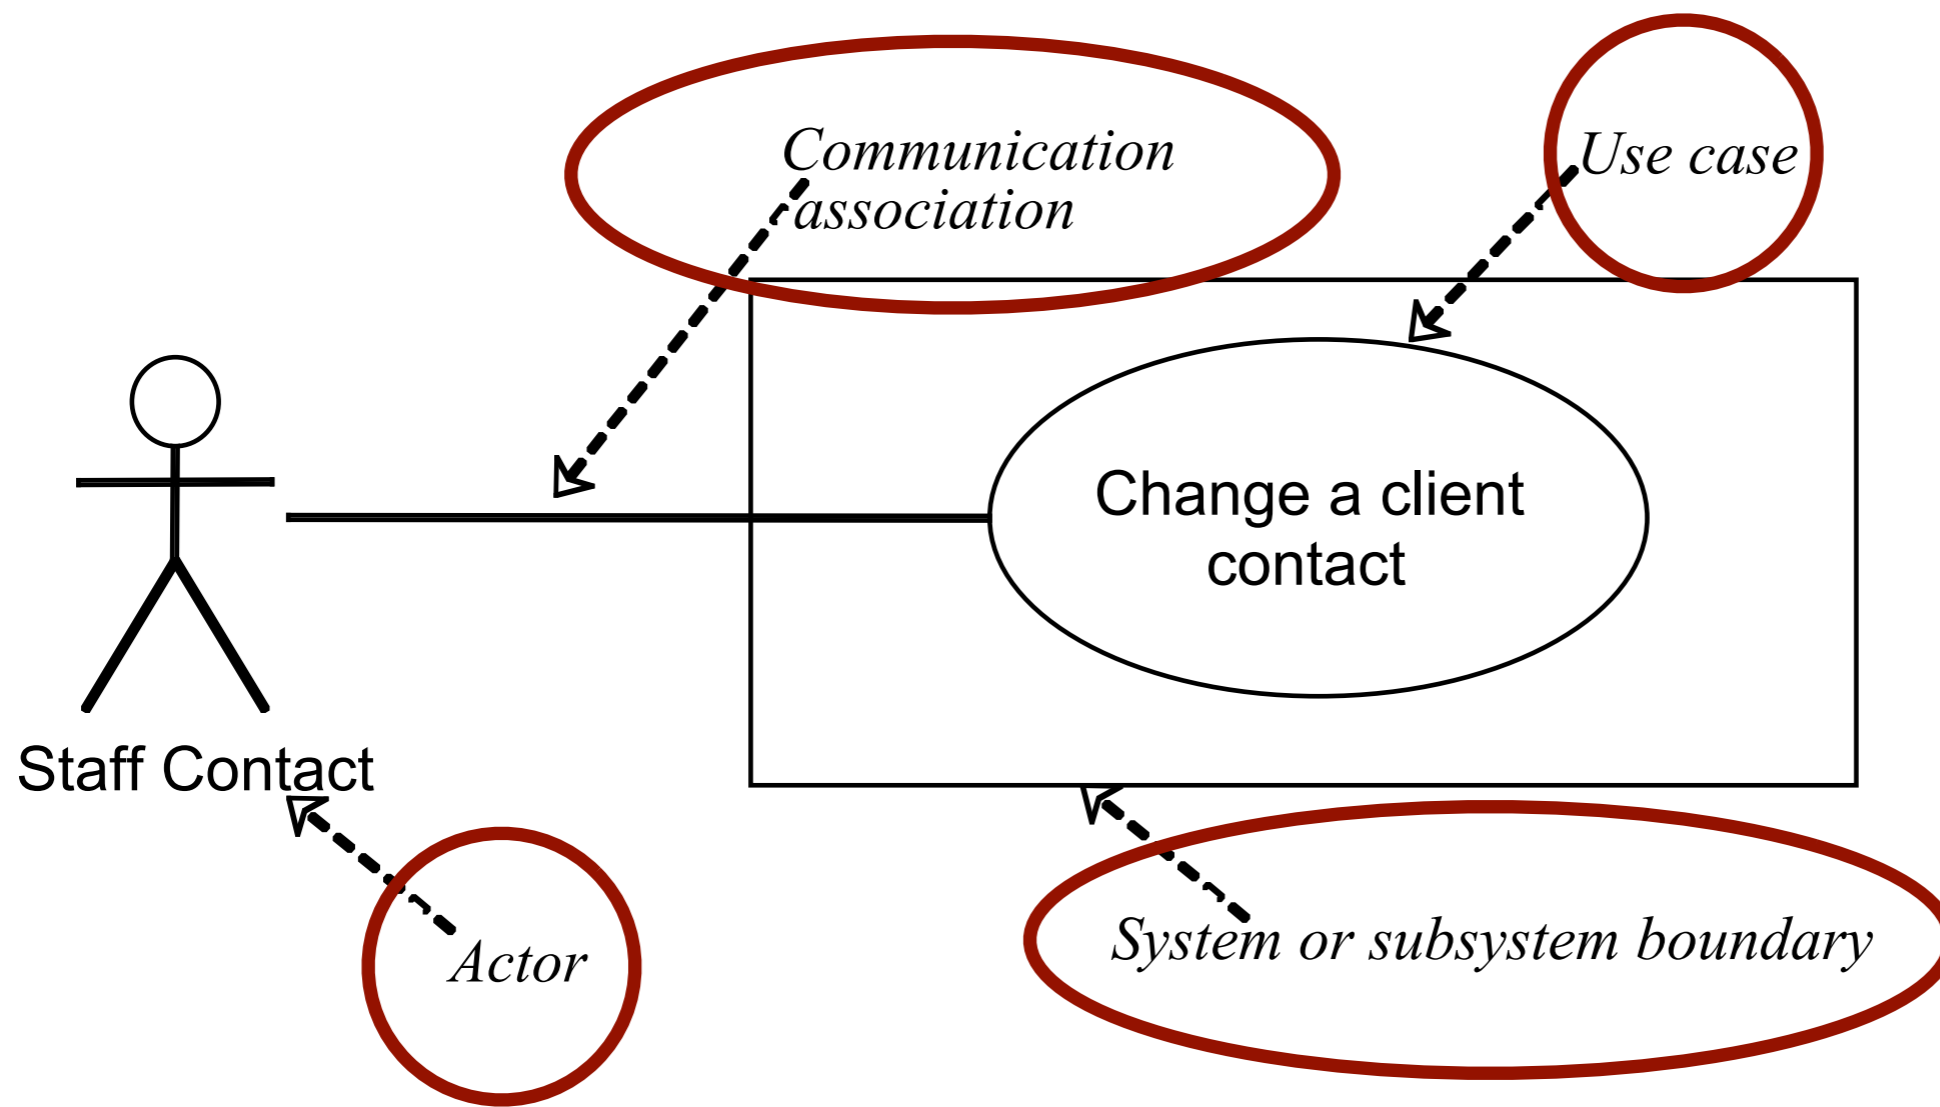 Communication
association
Use case
Change a client
contact
Staff Contact
Actor
System or subsystem boundary